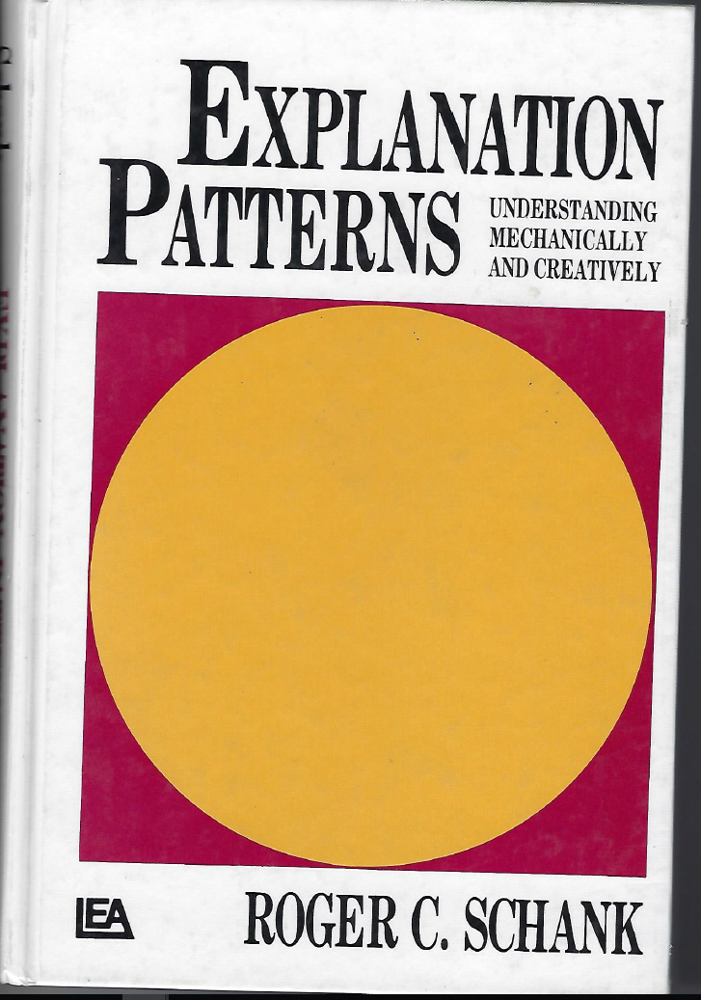 EXPLANATION
PATTERNS
UNDERSTANDING
MECHANICALLY
AND CREATIVELY
LEA
ROGER C. SCHANK